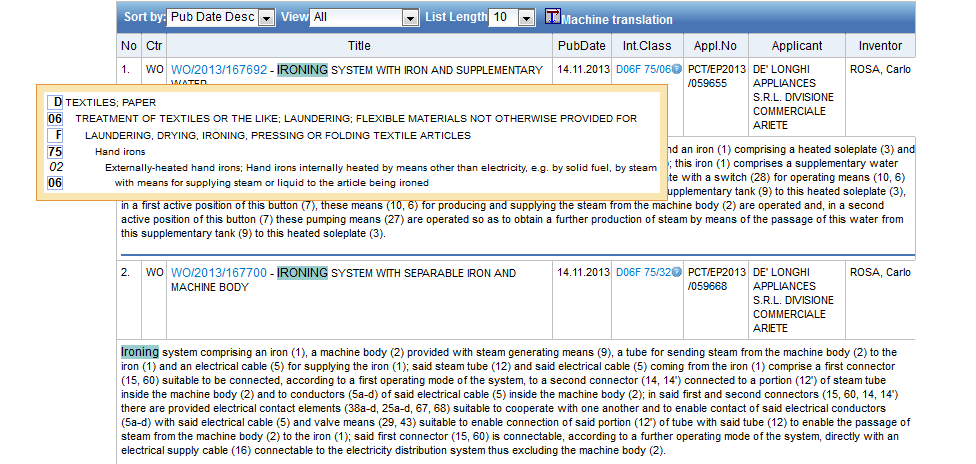 Sort by: Pub Date Desc View All List Length 10 Machine translation
No Ctr Title PubDate Int.Class Appl.No Applicant Inventor
1. WO WO/2013/167692 - IRONING SYSTEM WITH IRON AND SUPPLEMENTARY 14.11.2013 D06F 75/06 PCT/EP2013 DE' LONGHI ROSA, Carlo
WATER /059655 APPLIANCES
S.R.L. DIVISIONE
COMMERCIALE
ARIETE
D TEXTILES; PAPER
06 TREATMENT OF TEXTILES OR THE LIKE; LAUNDERING; FLEXIBLE MATERIALS NOT OTHERWISE PROVIDED FOR
F LAUNDERING, DRYING, IRONING, PRESSING OR FOLDING TEXTILE ARTICLES
75 Hand irons
02 Externally-heated hand irons; Hand irons internally heated by means other than electricity, e.g. by solid fuel, by steam
06 with means for supplying steam or liquid to the article being ironed
an iron (1) comprising a heated soleplate (3) and
; this iron (1) comprises a supplementary water
with a switch (28) for operating means (10, 6)
supplementary tank (9) to this heated soleplate (3),
in a first active position of this button (7), these means (10, 6) for producing and supplying the steam from the machine body (2) are operated and, in a second
active position of this button (7) these pumping means (27) are operated so as to obtain a further production of steam by means of the passage of this water from
this supplementary tank (9) to this heated soleplate (3).
2. WO WO/2013/167700 - IRONING SYSTEM WITH SEPARABLE IRON AND 14.11.2013 D06F 75/32 PCT/EP2013 DE' LONGHI ROSA, Carlo
MACHINE BODY /059668 APPLIANCES
S.R.L. DIVISIONE
COMMERCIALE
ARIETE
Ironing system comprising an iron (1), a machine body (2) provided with steam generating means (9), a tube for sending steam from the machine body (2) to the
iron (1) and an electrical cable (5) for supplying the iron (1); said steam tube (12) and said electrical cable (5) coming from the iron (1) comprise a first connector
(15, 60) suitable to be connected, according to a first operating mode of the system, to a second connector (14, 14') connected to a portion (12') of steam tube
inside the machine body (2) and to conductors (5a-d) of said electrical cable (5) inside the machine body (2); in said first and second connectors (15, 60, 14, 14')
there are provided electrical contact elements (38a-d, 25a-d, 67, 68) suitable to cooperate with one another and to enable contact of said electrical conductors
(5a-d) with said electrical cable (5) and valve means (29, 43) suitable to enable connection of said portion (12') of tube with said tube (12) to enable the passage of
steam from the machine body (2) to the iron (1); said first connector (15, 60) is connectable, according to a further operating mode of the system, directly with an
electrical supply cable (16) connectable to the electricity distribution system thus excluding the machine body (2).